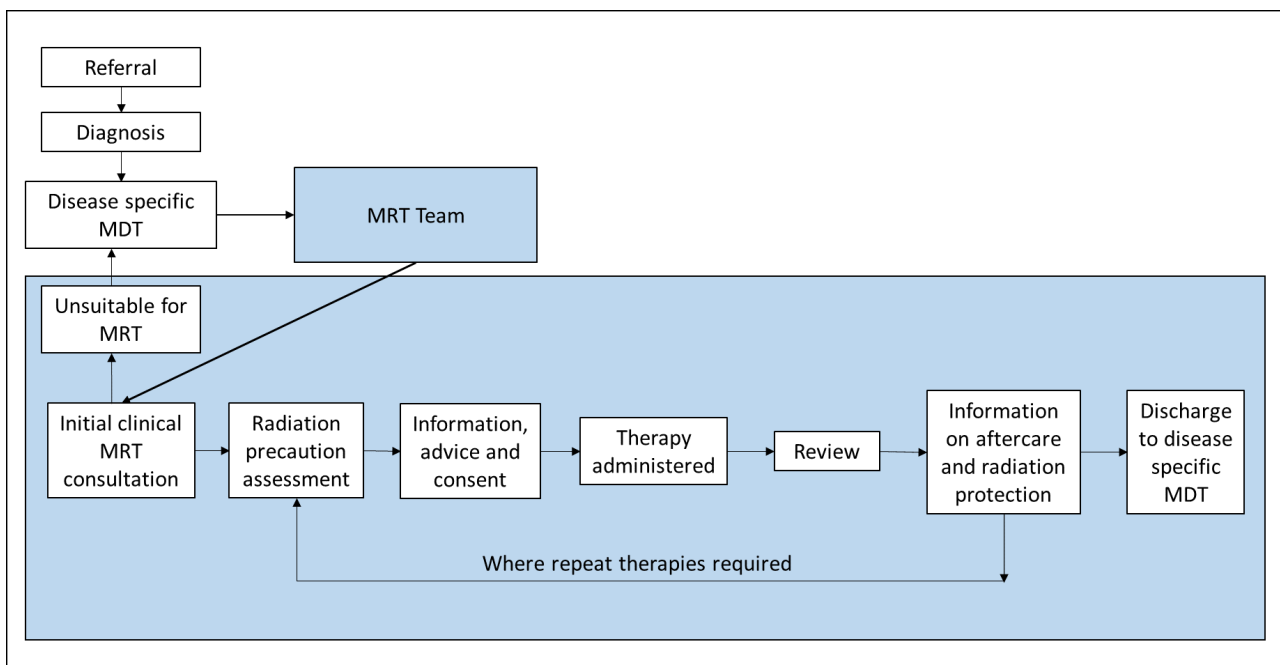 Referral
Diagnosis
Disease specific
MDT
MRT Team
Unsuitable for
MRT
Initial clinical
MRT
consultation
Radiation
precaution
assessment
Information,
advice and
consent
Therapy
administered
Review
Information
on aftercare
and radiation
protection
Discharge
to disease
specific
MDT
Where repeat therapies required